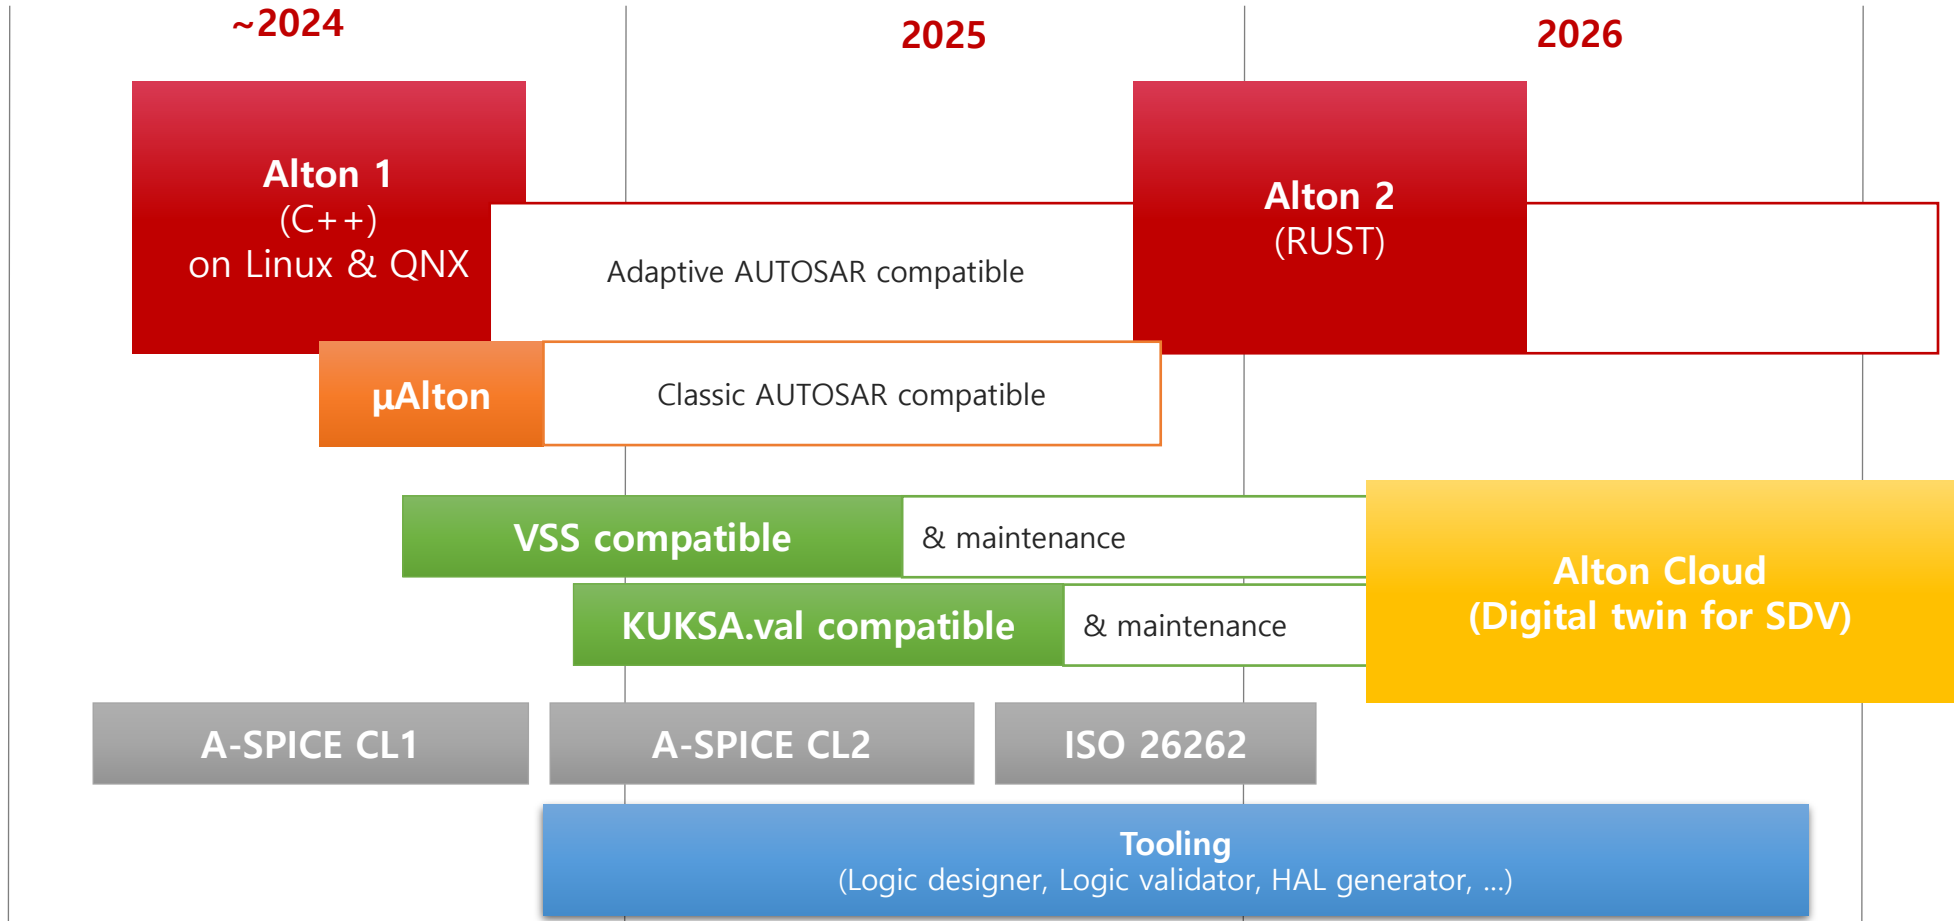 ~2024
2025
2026
Alton 1
(C++)
on Linux & QNX
Adaptive AUTOSAR compatible
Alton 2
(RUST)
µAlton
Classic AUTOSAR compatible
VSS compatible
& maintenance
KUKSA.val compatible
& maintenance
Alton Cloud
(Digital twin for SDV)
A-SPICE CL1
A-SPICE CL2
ISO 26262
Tooling
(Logic designer, Logic validator, HAL generator, ...)